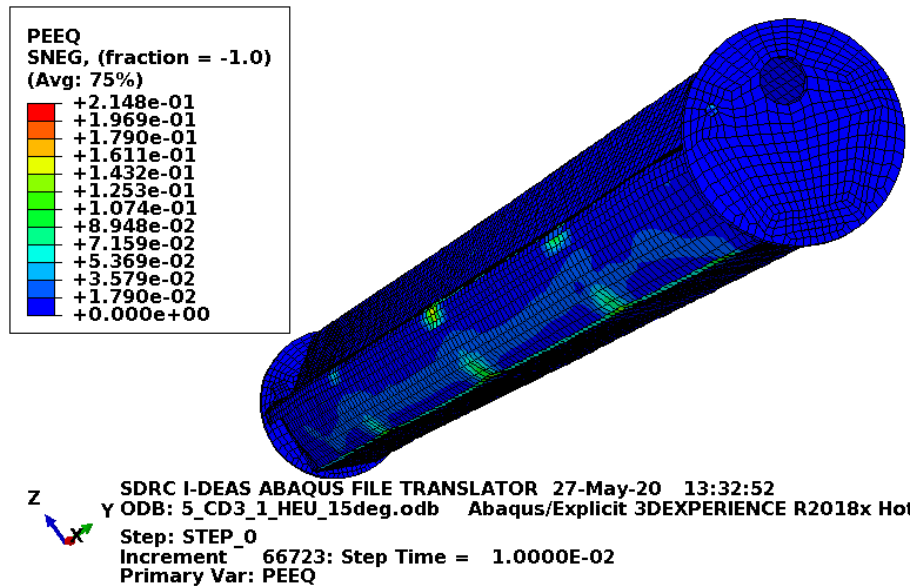 PEEQ
SNEG, (fraction = -1.0)
(Avg: 75%)
+2.148e-01
+1.969e-01
+1.790e-01
+1.611e-01
+1.432e-01
+1.253e-01
+1.074e-01
+8.948e-02
+7.159e-02
+5.369e-02
+3.579e-02
+1.790e-02
+0.000e+00
Z
Y
X
SDRC I-DEAS ABAQUS FILE TRANSLATOR 27-May-20 13:32:52
ODB: 5_CD3_1_HEU_15deg.odb Abaqus/Explicit 3DEXPERIENCE R2018x Hot
Step: STEP_0
Increment 66723: Step Time = 1.0000E-02
Primary Var: PEEQ